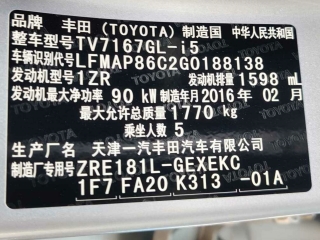 品牌 丰田 (TOYOTA) 制造国 中华人民共和国
整车型号 TV7167GL-i5
车辆识别代号 LFMAP86C2G0188138
发动机型号 1ZR 发动机排量 1598 mL
发动机最大净功率 90 kW 制造年月 2016 年 02 月
最大允许总质量 1770 kg
乘坐人数 5
生产厂名 天津一汽丰田汽车有限公司
制造厂专用号 ZRE181L-GEXEKC
1F7 FA20 K313 -01A